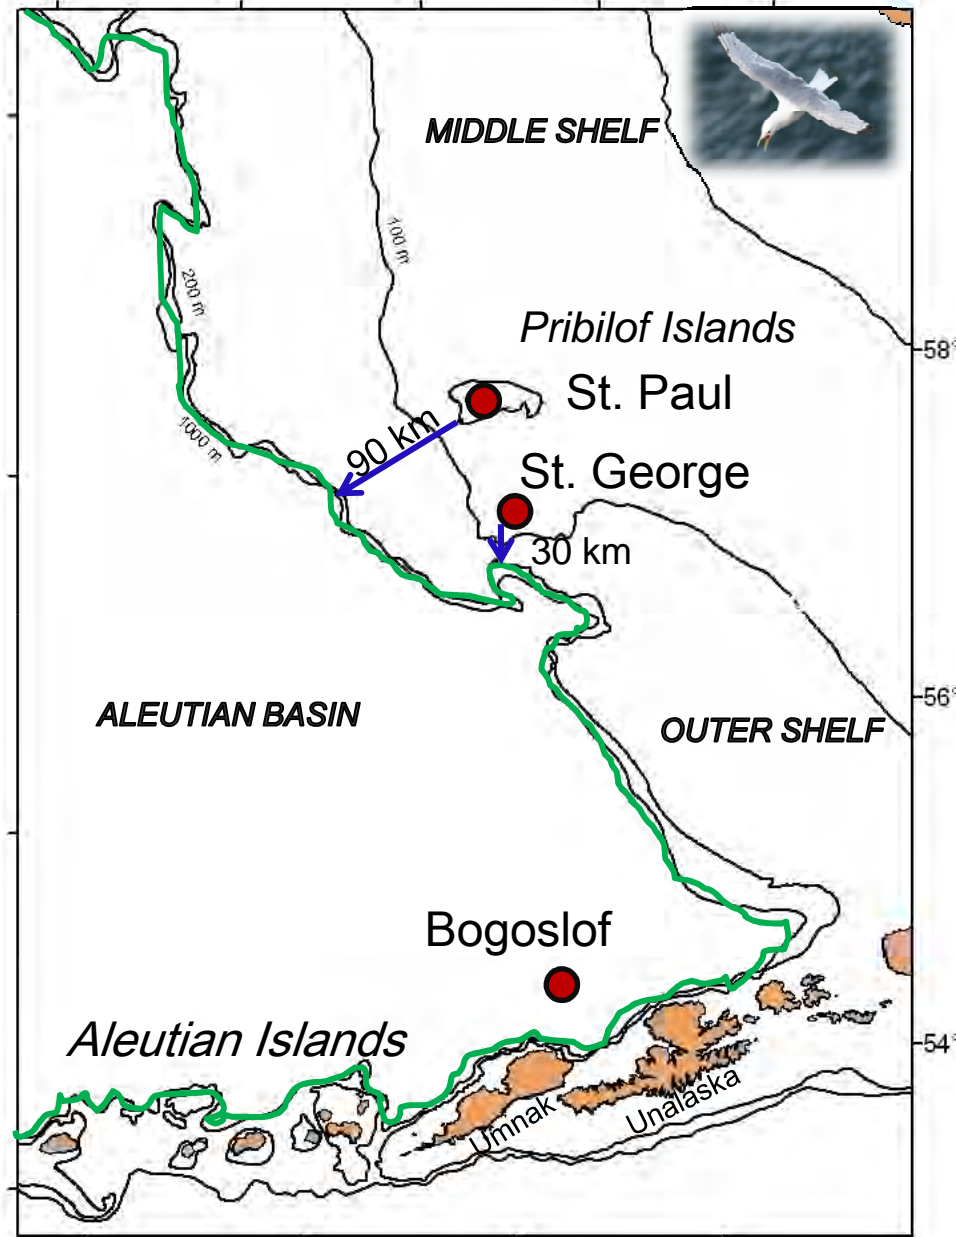 MIDDLE SHELF
100 m
200 m
Pribilof Islands
58°
St. Paul
1000 m
90 km
St. George
30 km
56°
ALEUTIAN BASIN
OUTER SHELF
Bogoslof
Aleutian Islands
54°
Umnak
Unalaska